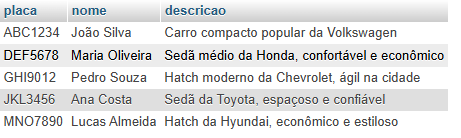 placa nome descricao
ABC1234 João Silva Carro compacto popular da Volkswagen
DEF5678 Maria Oliveira Sedã médio da Honda, confortável e econômico
GHI9012 Pedro Souza Hatch moderno da Chevrolet, ágil na cidade
JKL3456 Ana Costa Sedã da Toyota, espaçoso e confiável
MNO7890 Lucas Almeida Hatch da Hyundai, econômico e estiloso